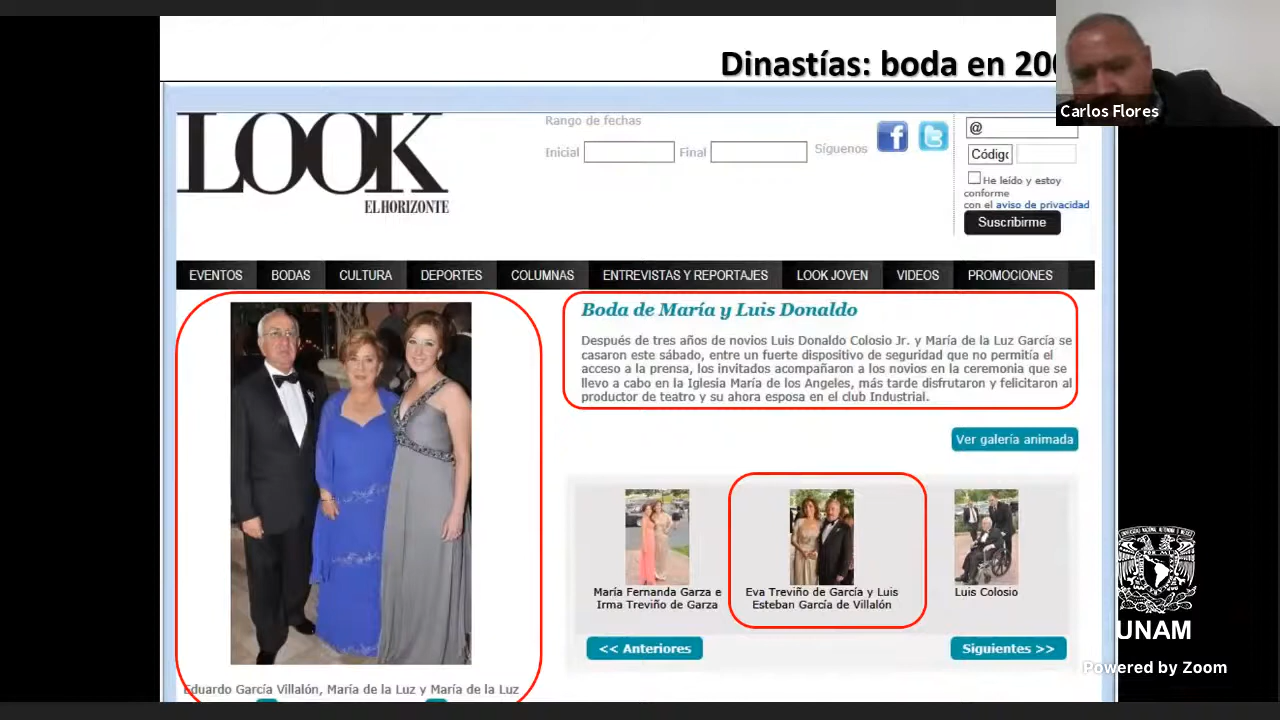 Dinastías: boda en 200
Carlos Flores
LOOK
EL HORIZONTE
Rango de fechas
Inicial
Final
Síguenos
@
Códig
He leído y estoy
conforme
con el aviso de privacidad
Suscribirme
EVENTOS BODAS CULTURA DEPORTES COLUMNAS ENTREVISTAS Y REPORTAJES LOOK JOVEN VIDEOS PROMOCIONES
Boda de María y Luis Donaldo
Después de tres años de novios Luis Donaldo Colosio Jr. y María de la Luz García se
casaron este sábado, entre un fuerte dispositivo de seguridad que no permitía el
acceso a la prensa, los invitados acompañaron a los novios en la ceremonia que se
llevo a cabo en la Iglesia María de los Angeles, más tarde disfrutaron y felicitaron al
productor de teatro y su ahora esposa en el club Industrial.
Ver galería animada
María Fernanda Garza e
Irma Treviño de Garza
Eva Treviño de García y Luis
Esteban García de Villalón
Luis Colosio
<< Anteriores
Siguientes >>
Eduardo García Villalón, María de la Luz y María de la Luz
UNAM
Powered by Zoom